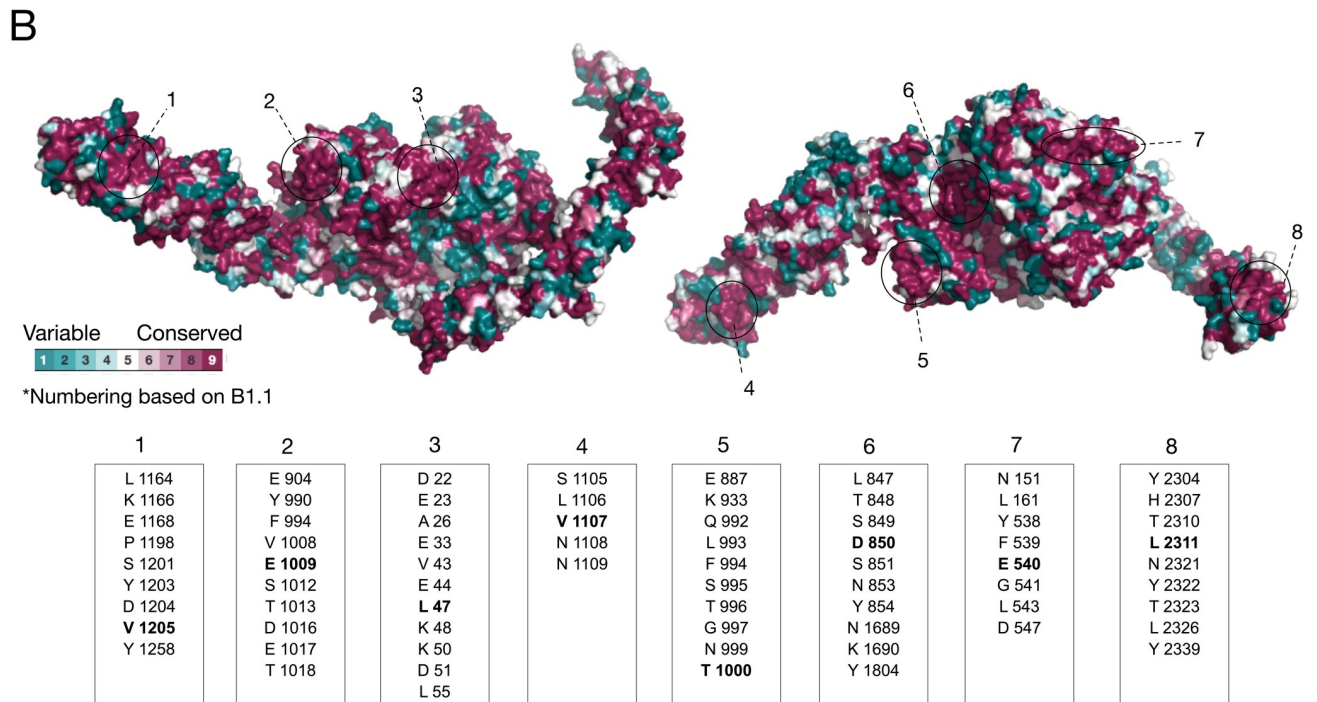 B
1
2
3
6
7
8
4
5
Variable Conserved
1 2 3 4 5 6 7 8 9
*Numbering based on B1.1
1
L 1164
K 1166
E 1168
P 1198
S 1201
Y 1203
D 1204
V 1205
Y 1258
2
E 904
Y 990
F 994
V 1008
E 1009
S 1012
T 1013
D 1016
E 1017
T 1018
3
D 22
E 23
A 26
E 33
V 43
E 44
L 47
K 48
K 50
D 51
L 55
4
S 1105
L 1106
V 1107
N 1108
N 1109
5
E 887
K 933
Q 992
L 993
F 994
S 995
T 996
G 997
N 999
T 1000
6
L 847
T 848
S 849
D 850
S 851
N 853
Y 854
N 1689
K 1690
Y 1804
7
N 151
L 161
Y 538
F 539
E 540
G 541
L 543
D 547
8
Y 2304
H 2307
T 2310
L 2311
N 2321
Y 2322
T 2323
L 2326
Y 2339